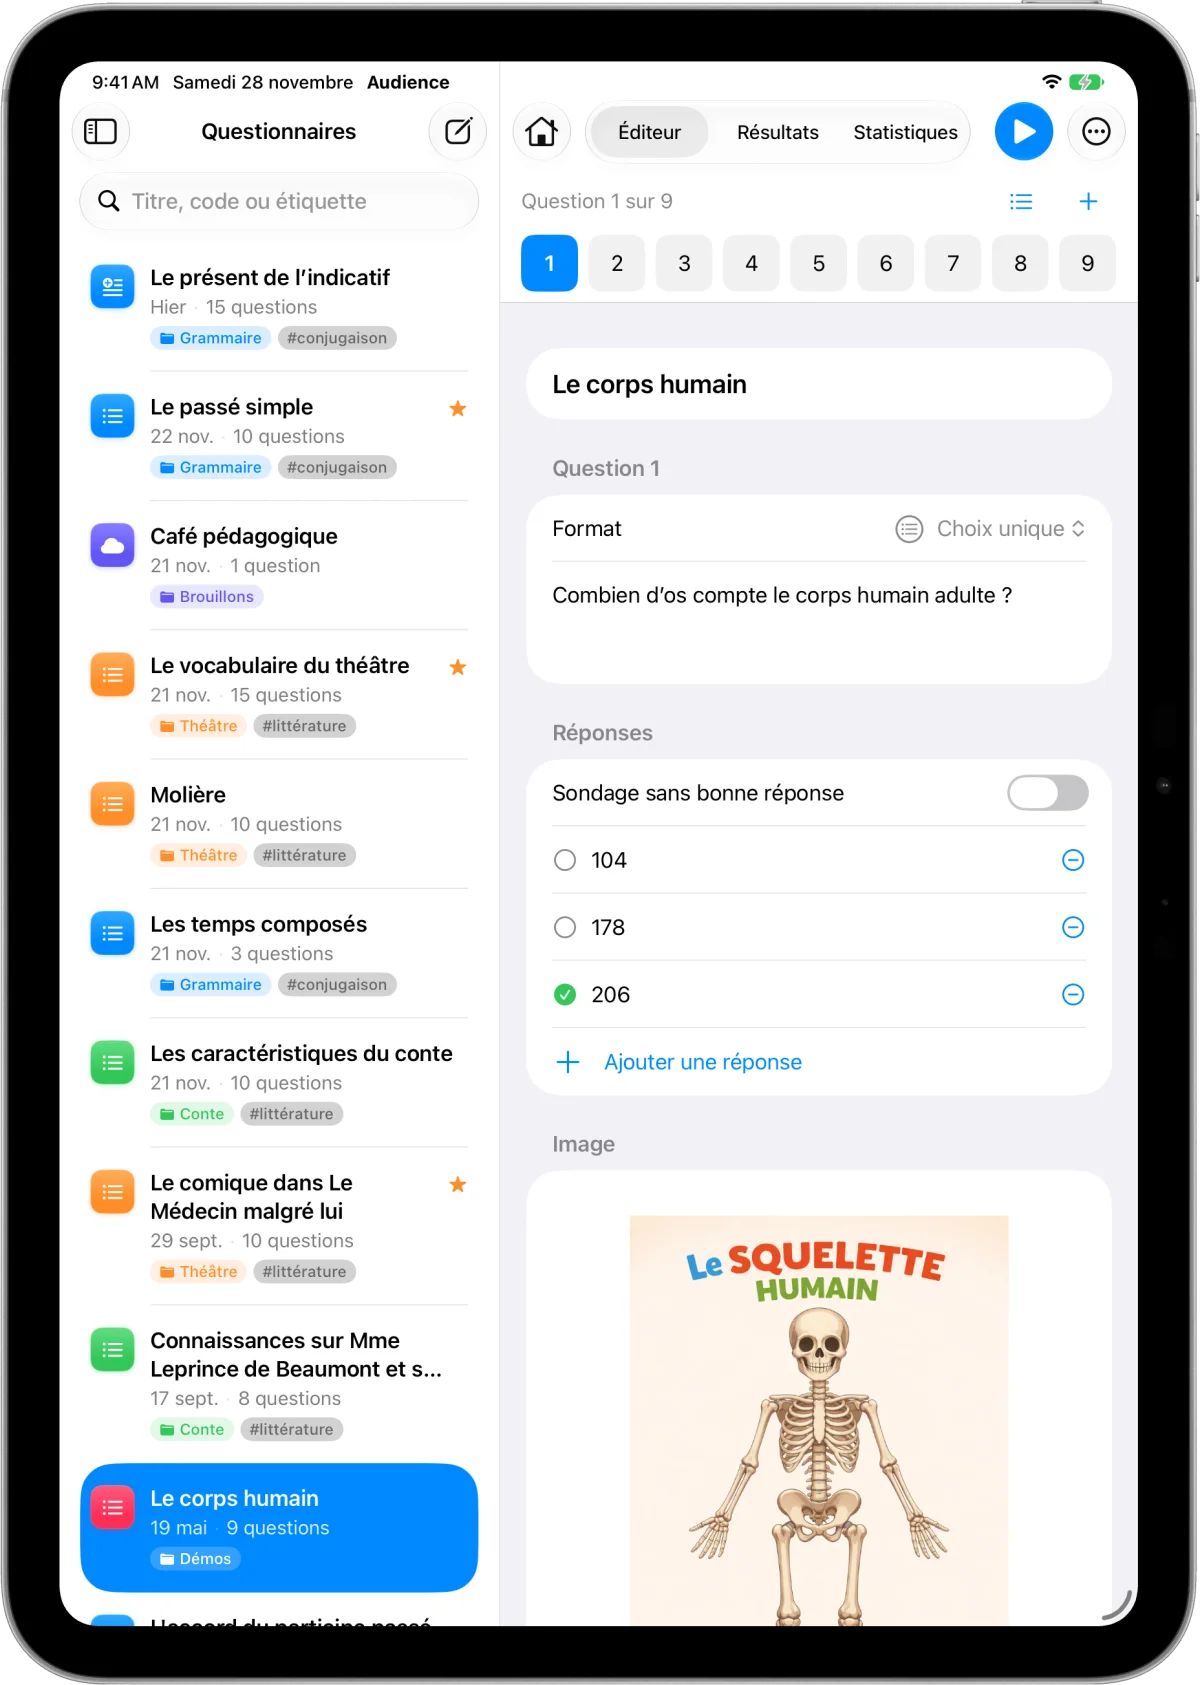 9:41 AM Samedi 28 novembre Audience
Questionnaires
Titre, code ou étiquette
Le présent de l’indicatif
Hier · 15 questions
Grammaire #conjugaison
Le passé simple
22 nov. · 10 questions
Grammaire #conjugaison
Café pédagogique
21 nov. · 1 question
Brouillons
Le vocabulaire du théâtre
21 nov. · 15 questions
Théâtre #littérature
Molière
21 nov. · 10 questions
Théâtre #littérature
Les temps composés
21 nov. · 3 questions
Grammaire #conjugaison
Les caractéristiques du conte
21 nov. · 10 questions
Conte #littérature
Le comique dans Le
Médecin malgré lui
29 sept. · 10 questions
Théâtre #littérature
Connaissances sur Mme
Leprince de Beaumont et s...
17 sept. · 8 questions
Conte #littérature
Le corps humain
19 mai · 9 questions
Démos
L'accord du participe passé
Éditeur Résultats Statistiques
Question 1 sur 9
1 2 3 4 5 6 7 8 9
Le corps humain
Question 1
Format Choix unique
Combien d’os compte le corps humain adulte ?
Réponses
Sondage sans bonne réponse
104
178
206
Ajouter une réponse
Image
Le SQUELETTE
HUMAIN